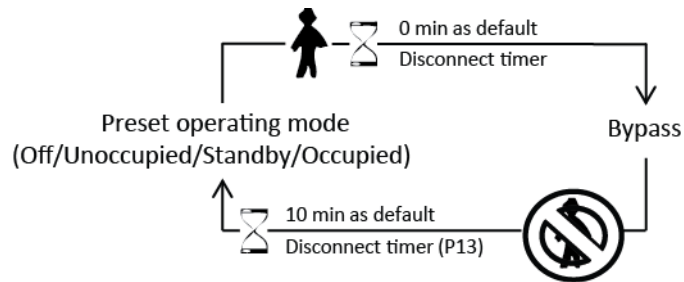 0 min as default
Disconnect timer
Preset operating mode
(Off/Unoccupied/Standby/Occupied)
Bypass
10 min as default
Disconnect timer (P13)